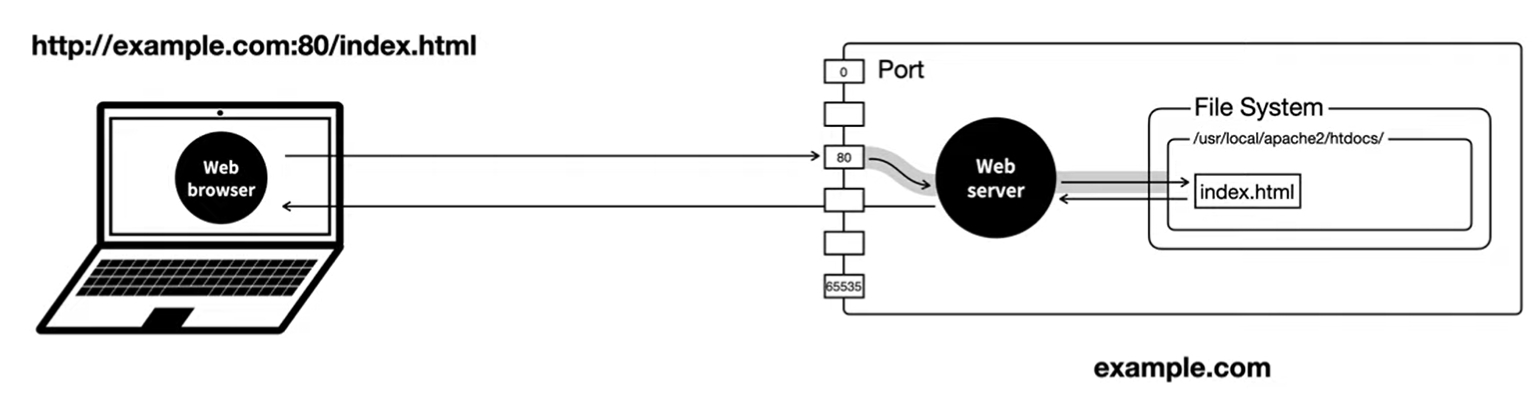 http://example.com:80/index.html
0
Port
File System
/usr/local/apache2/htdocs/
Web
browser
80
Web
server
index.html
65535
example.com